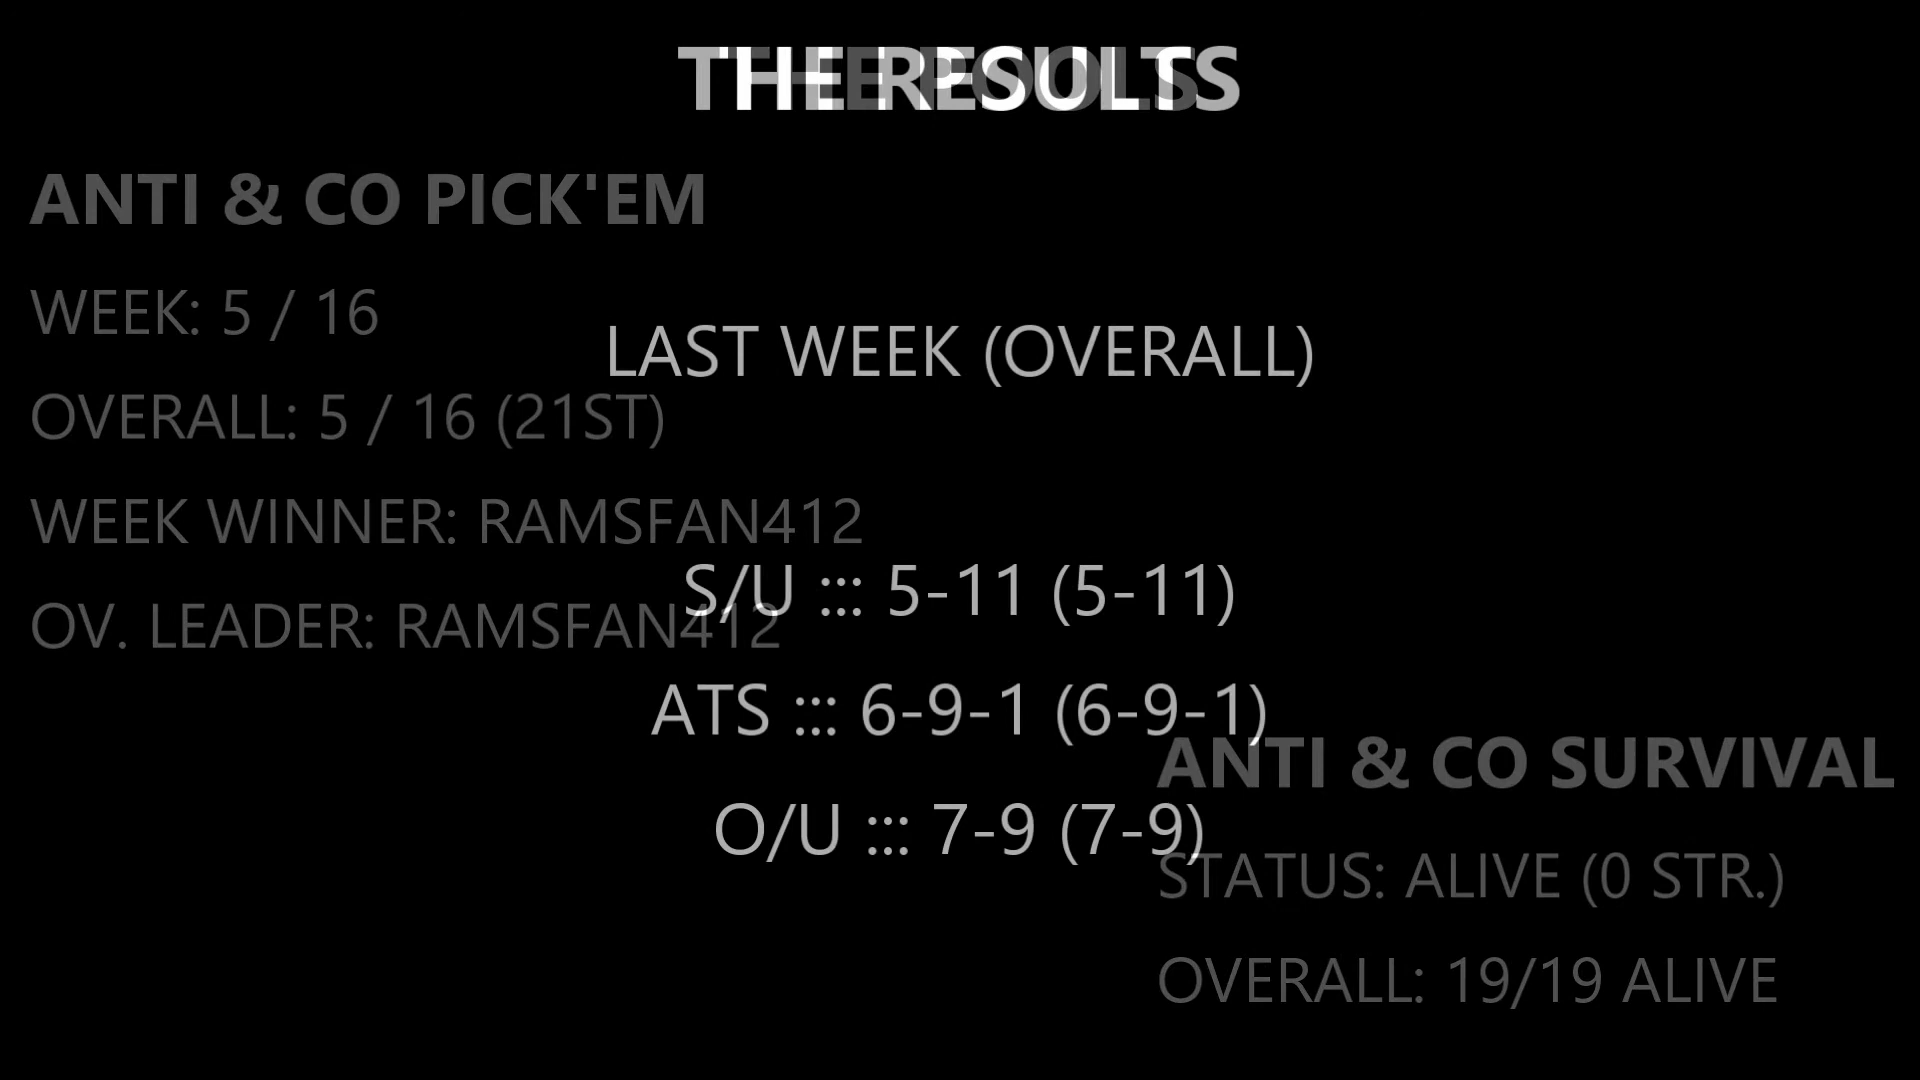 THE RESULTS
THE POOLS
ANTI & CO PICK'EM
WEEK: 5 / 16
OVERALL: 5 / 16 (21ST)
WEEK WINNER: RAMSFAN412
OV. LEADER: RAMSFAN412
LAST WEEK (OVERALL)
S/U ::: 5-11 (5-11)
ATS ::: 6-9-1 (6-9-1)
O/U ::: 7-9 (7-9)
ANTI & CO SURVIVAL
STATUS: ALIVE (0 STR.)
OVERALL: 19/19 ALIVE